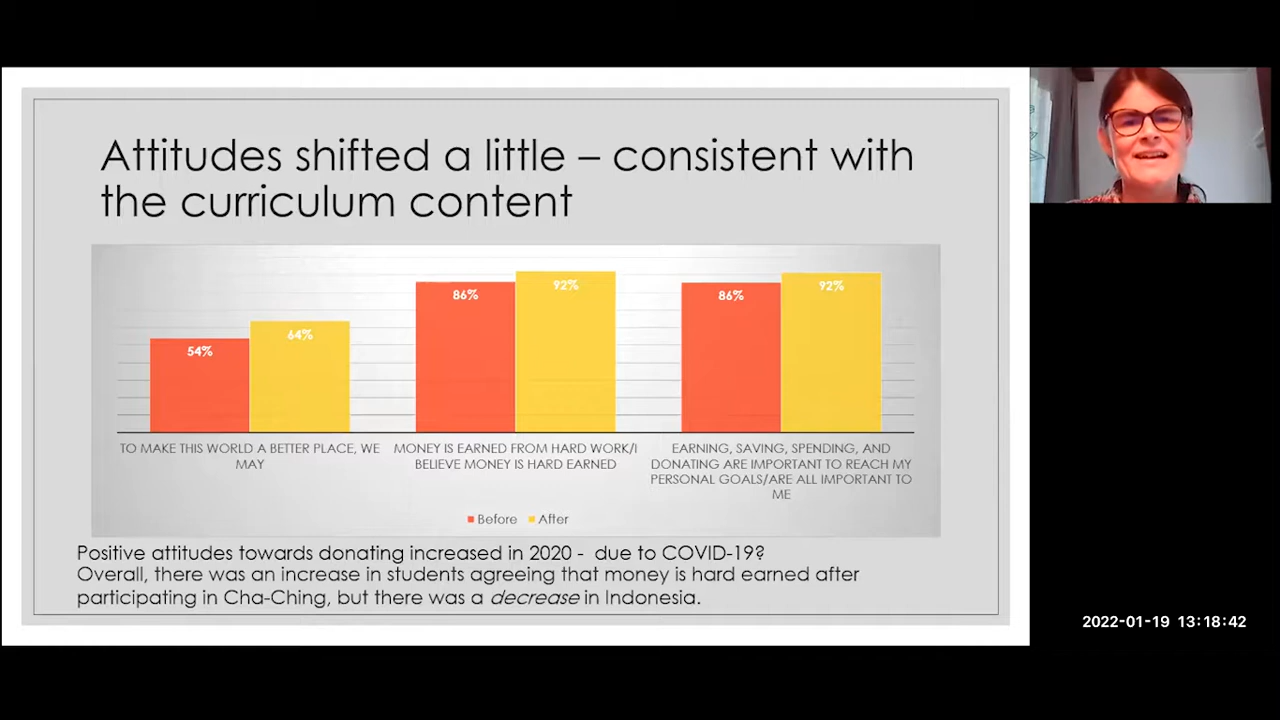 Attitudes shifted a little – consistent with
the curriculum content
54%
64%
86%
92%
86%
92%
TO MAKE THIS WORLD A BETTER PLACE, WE
MAY
MONEY IS EARNED FROM HARD WORK/I
BELIEVE MONEY IS HARD EARNED
EARNING, SAVING, SPENDING, AND
DONATING ARE IMPORTANT TO REACH MY
PERSONAL GOALS/ARE ALL IMPORTANT TO
ME
Before After
Positive attitudes towards donating increased in 2020 - due to COVID-19?
Overall, there was an increase in students agreeing that money is hard earned after
participating in Cha-Ching, but there was a decrease in Indonesia.
2022-01-19 13:18:42